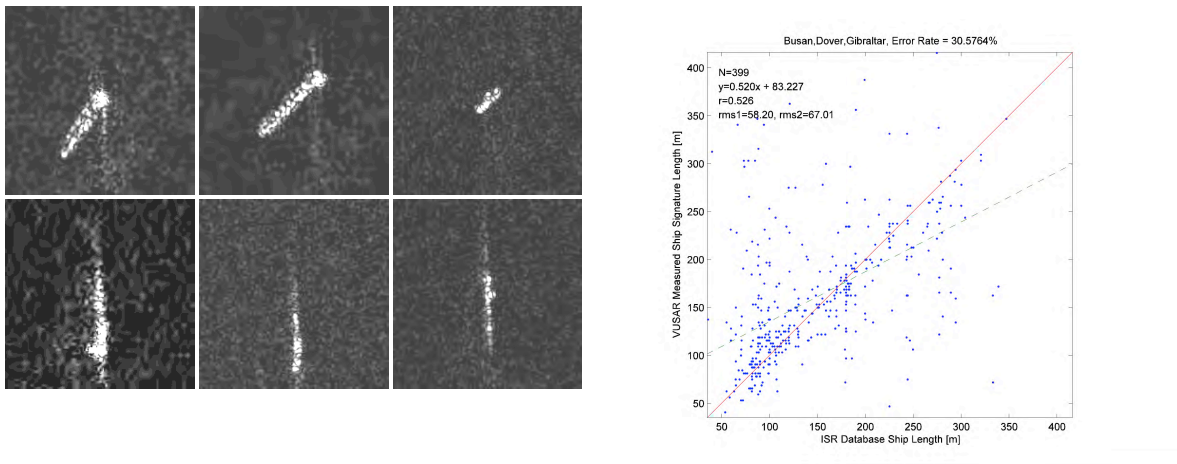 Busan,Dover,Gibraltar, Error Rate = 30.5764%
N=399
y=0.520x + 83.227
r=0.526
rms1=58.20, rms2=67.01
VUSAR Measured Ship Signature Length [m]
400
350
300
250
200
150
100
50
50 100 150 200 250 300 350 400
ISR Database Ship Length [m]